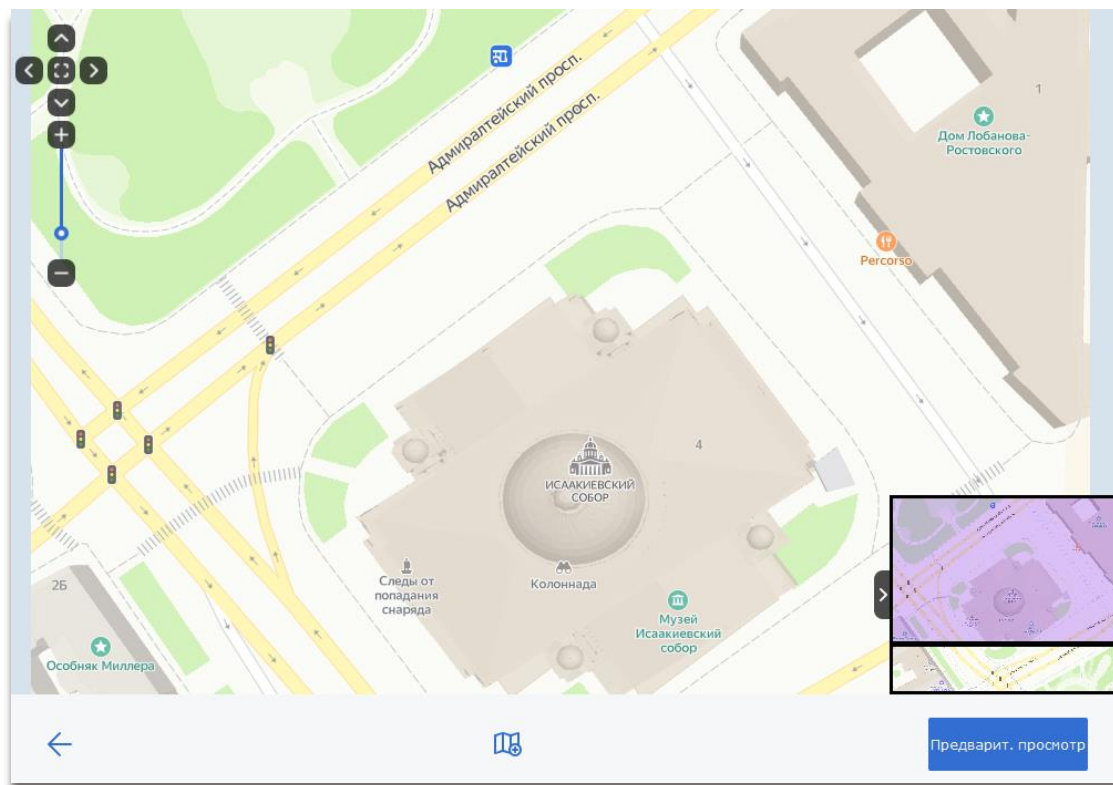 Адмиралтейский просп.
Адмиралтейский просп.
1
Дом Лобанова-
Ростовского
Percorso
4
ИСААКИЕВСКИЙ
СОБОР
2Б
Следы от
попадания
снаряда
Колоннада
Музей
Исаакиевский
собор
Особняк Миллера
Предварит. просмотр